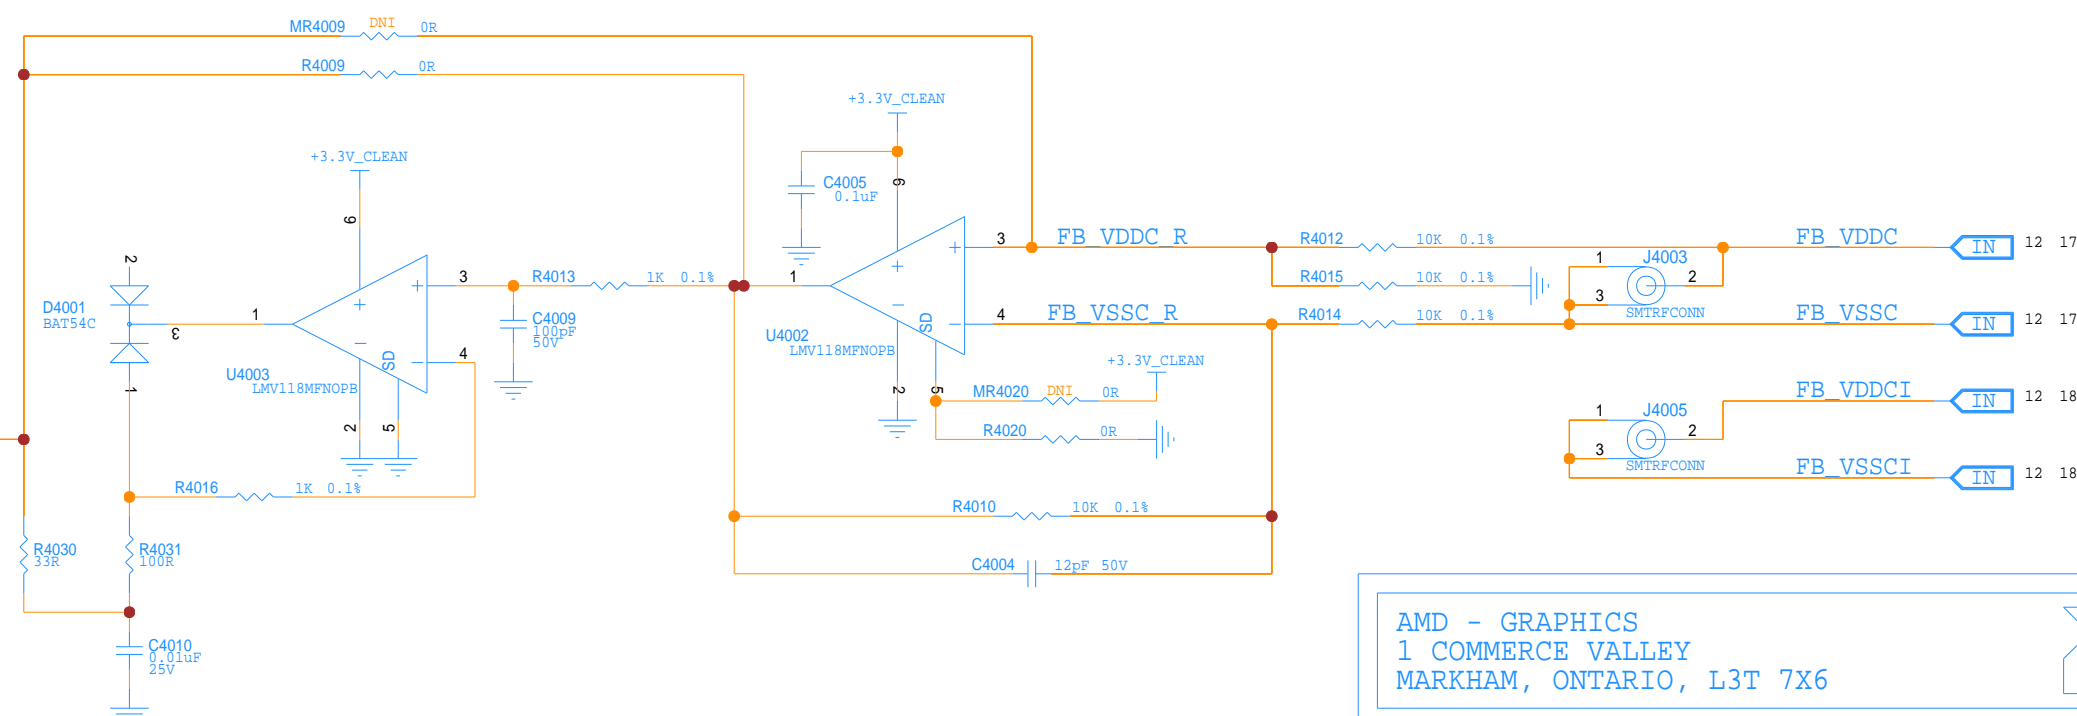 MR4009 DNI 0R
R4009 0R
+3.3V_CLEAN
+3.3V_CLEAN
C4005
0.1uF
6
6
3 FB_VDDC_R R4012 10K 0.1% FB_VDDC IN 12 17
1 J4003
2
D4001
BAT54C
3
1
3 R4013 1K 0.1%
1
R4015 10K 0.1%
2
3
SMTRFCONN
C4009
100pF
50V
4 FB_VSSC_R R4014 10K 0.1% FB_VSSC IN 12 17
U4002
LMV118MFNOPB
SD
4
U4003
LMV118MFNOPB
SD
+3.3V_CLEAN
1
2
5
2
5
MR4020 DNI 0R
FB_VDDCI IN 12 18
1 J4005
2
3
SMTRFCONN
R4020 0R
FB_VSSCI IN 12 18
R4016 1K 0.1%
R4010 10K 0.1%
R4030
33R
R4031
100R
C4004 12pF 50V
C4010
0.01uF
25V
AMD - GRAPHICS
1 COMMERCE VALLEY
MARKHAM, ONTARIO, L3T 7X6